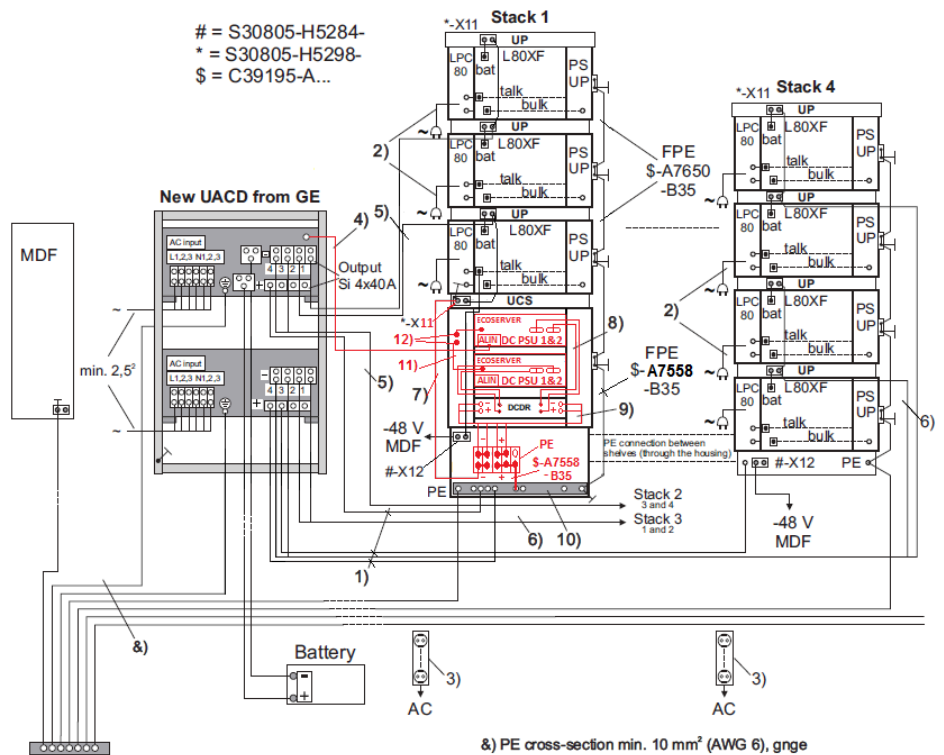 # = S30805-H5284-
* = S30805-H5298-
$ = C39195-A...
Stack 1
*-X11
UP
LPC 80
bat
L80XF
PS UP
talk
bulk
~
UP
LPC 80
bat
L80XF
PS UP
talk
bulk
~
2)
UP
LPC 80
bat
L80XF
PS UP
talk
bulk
~
FPE
$-A7650
-B35
UCS
*-X11
ECOSERVER
ALIN DC PSU 1&2
ECOSERVER
ALIN DC PSU 1&2
DCDR
- +
- +
12)
11)
7)
8)
9)
FPE
$-A7558
-B35
-48 V
MDF
#-X12
PE
- +
- +
PE
$-A7558
-B35
10)
PE connection between
shelves (through the housing)
Stack 4
*-X11
UP
LPC 80
bat
L80XF
PS UP
talk
bulk
~
UP
LPC 80
bat
L80XF
PS UP
talk
bulk
~
2)
UP
LPC 80
bat
L80XF
PS UP
talk
bulk
~
UP
LPC 80
bat
L80XF
PS UP
talk
bulk
~
6)
#-X12
PE
-48 V
MDF
New UACD from GE
4)
5)
AC input
L1,2,3 N1,2,3
-
4 3 2 1
+
Output
Si 4x40A
AC input
L1,2,3 N1,2,3
-
4 3 2 1
+
MDF
~
min. 2,5²
~
5)
Stack 2
3 and 4
Stack 3
1 and 2
6)
1)
&)
Battery
-
+
3)
AC
3)
AC
&) PE cross-section min. 10 mm² (AWG 6), gnge